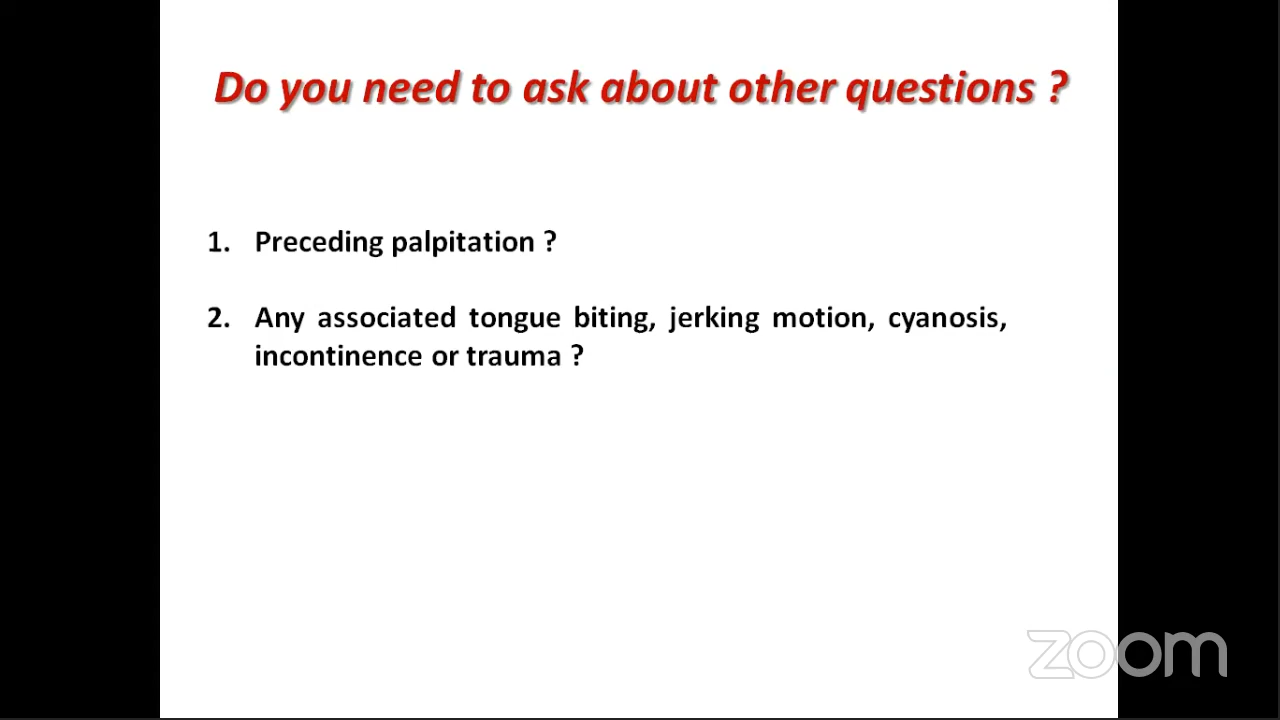 Do you need to ask about other questions ?
1. Preceding palpitation ?
2. Any associated tongue biting, jerking motion, cyanosis,
incontinence or trauma ?
zoom